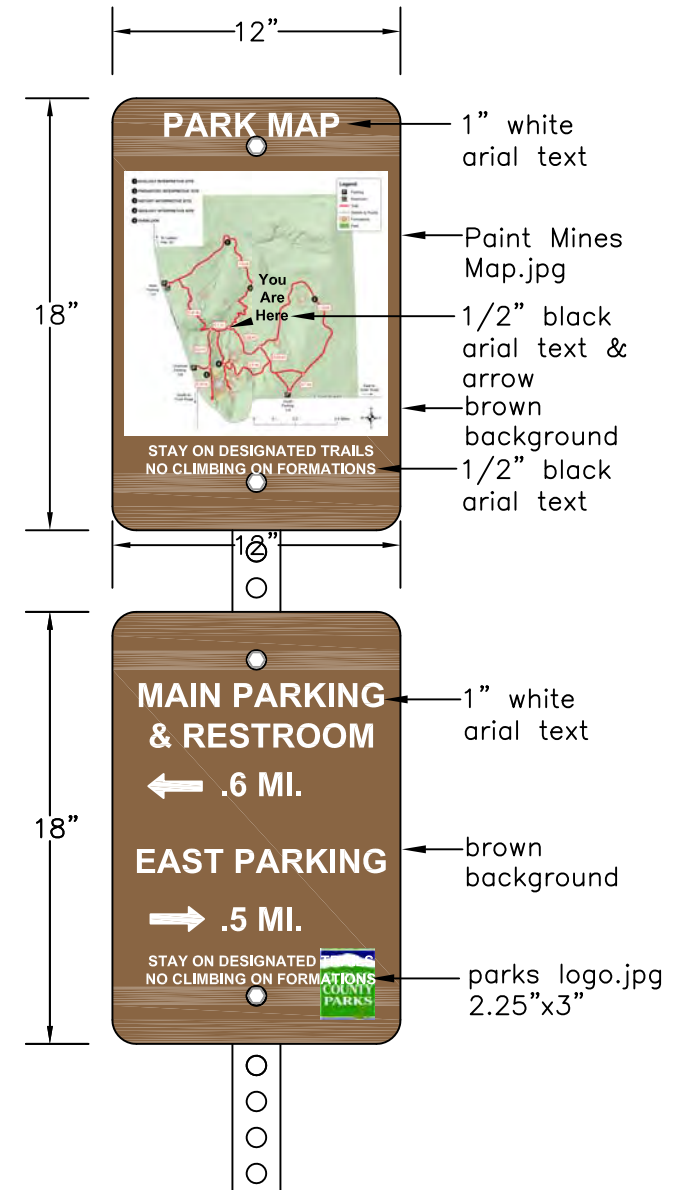 12”
PARK MAP
1” white
arial text
Legend
Paint Mines
Map.jpg
You
Are
Here
18”
1/2” black
arial text &
arrow
brown
background
STAY ON DESIGNATED TRAILS
NO CLIMBING ON FORMATIONS
1/2” black
arial text
12”
MAIN PARKING
& RESTROOM
1” white
arial text
.6 MI.
18”
EAST PARKING
brown
background
.5 MI.
STAY ON DESIGNATED TRAILS
NO CLIMBING ON FORMATIONS
COUNTY
PARKS
parks logo.jpg
2.25”x3”